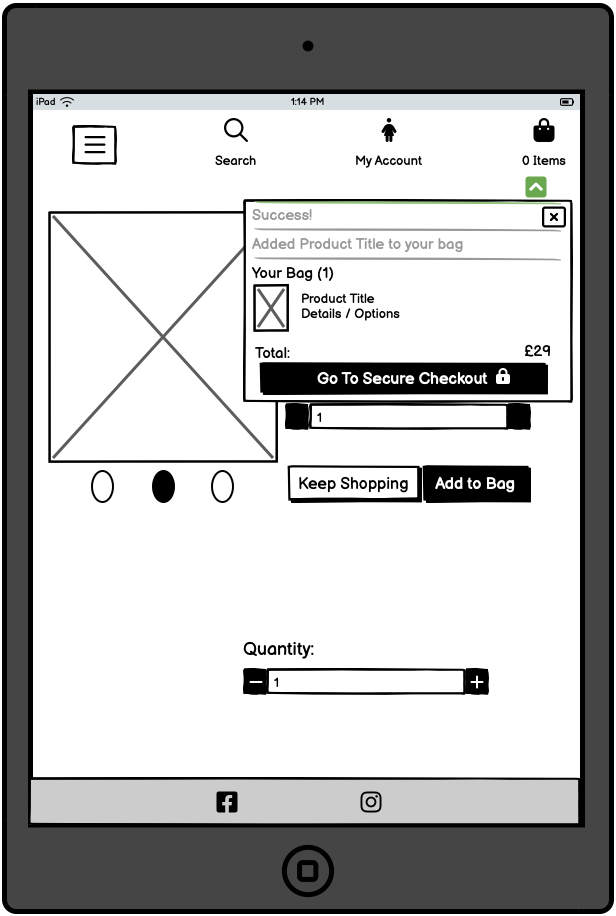 iPad 1:14 PM
Search My Account 0 Items
Success!
Added Product Title to your bag
Your Bag (1)
Product Title
Details / Options
Total: £29
Go To Secure Checkout
1
Keep Shopping Add to Bag
Quantity:
− 1 +